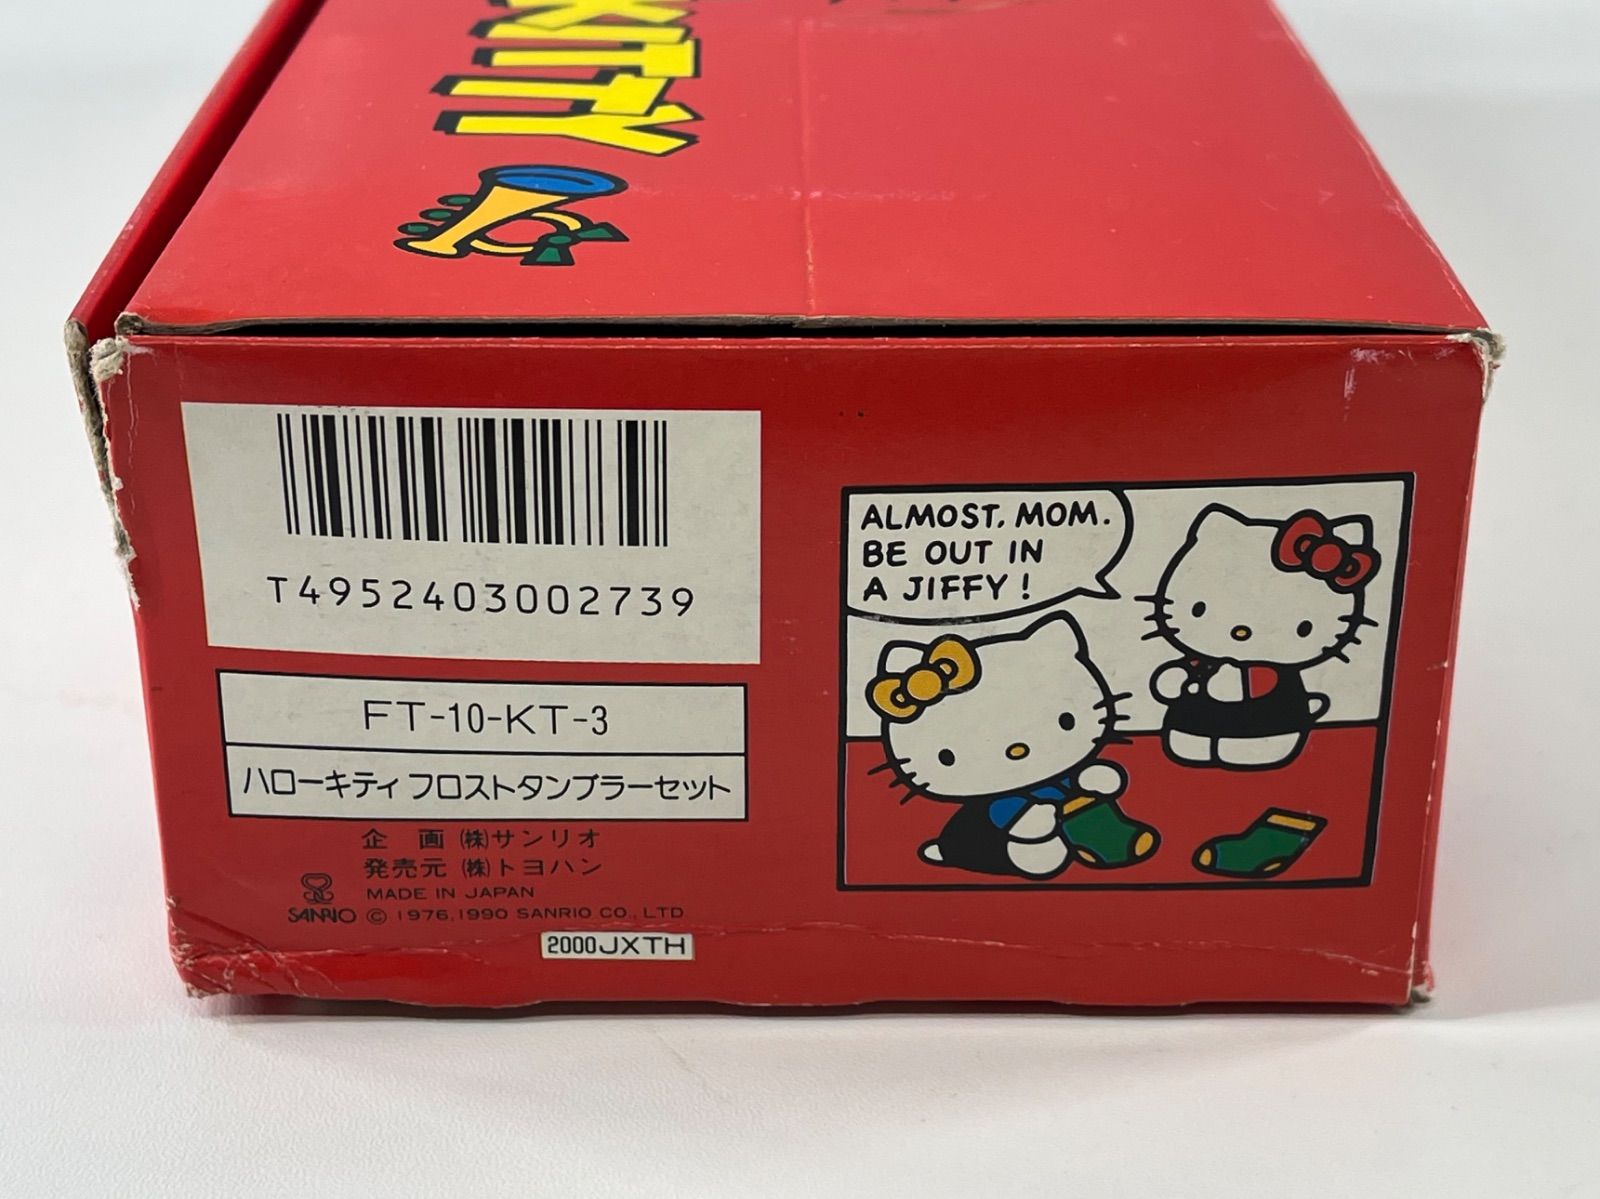 KITTY
T4952403002739
FT-10-KT-3
ハローキティ フロストタンブラーセット
企 画 ㈱サンリオ
発売元 ㈱トヨハン
MADE IN JAPAN
SANRIO © 1976,1990 SANRIO CO., LTD.
2000JXTH
ALMOST, MOM.
BE OUT IN
A JIFFY!